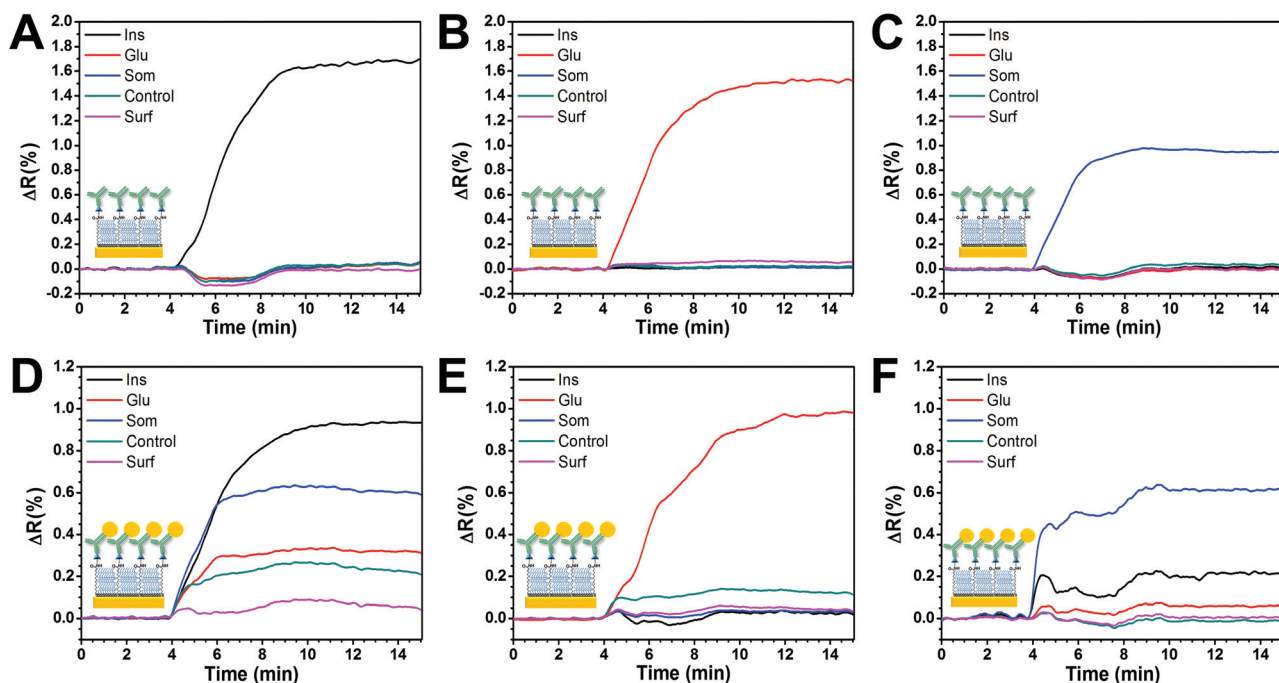 A
2.0
1.8
1.6
1.4
1.2
1.0
0.8
0.6
0.4
0.2
0.0
-0.2
ΔR(%)
Ins
Glu
Som
Control
Surf
0 2 4 6 8 10 12 14
Time (min)
B
2.0
1.8
1.6
1.4
1.2
1.0
0.8
0.6
0.4
0.2
0.0
-0.2
ΔR(%)
Ins
Glu
Som
Control
Surf
0 2 4 6 8 10 12 14
Time (min)
C
2.0
1.8
1.6
1.4
1.2
1.0
0.8
0.6
0.4
0.2
0.0
-0.2
ΔR(%)
Ins
Glu
Som
Control
Surf
0 2 4 6 8 10 12 14
Time (min)
D
1.2
1.0
0.8
0.6
0.4
0.2
0.0
ΔR(%)
Ins
Glu
Som
Control
Surf
0 2 4 6 8 10 12 14
Time (min)
E
1.2
1.0
0.8
0.6
0.4
0.2
0.0
ΔR(%)
Ins
Glu
Som
Control
Surf
0 2 4 6 8 10 12 14
Time (min)
F
1.2
1.0
0.8
0.6
0.4
0.2
0.0
ΔR(%)
Ins
Glu
Som
Control
Surf
0 2 4 6 8 10 12 14
Time (min)